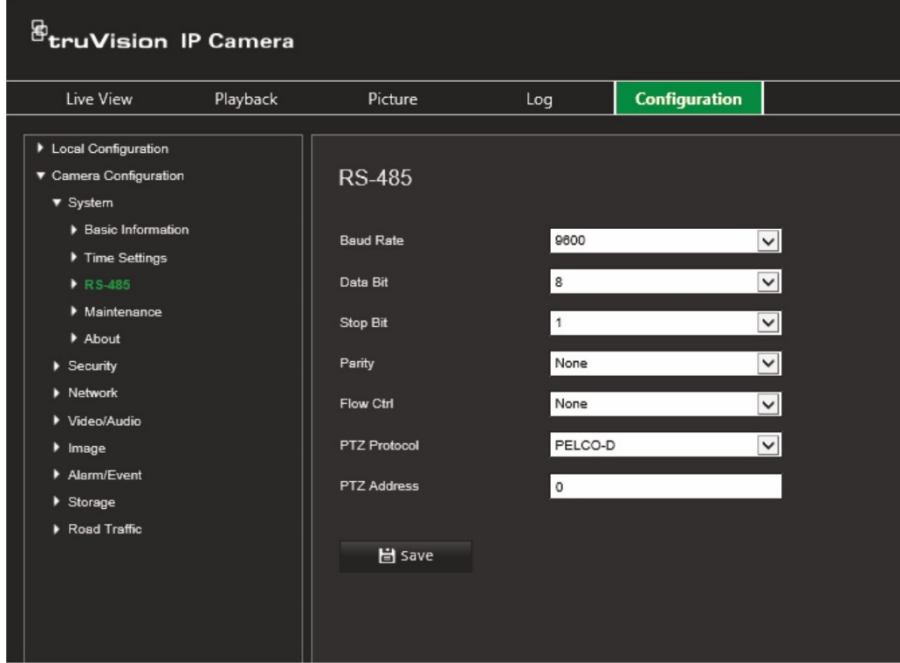 truVision IP Camera
Live View Playback Picture Log Configuration
Local Configuration
Camera Configuration
System
Basic Information
Time Settings
RS-485
Maintenance
About
Security
Network
Video/Audio
Image
Alarm/Event
Storage
Road Traffic
RS-485
Baud Rate 9600
Data Bit 8
Stop Bit 1
Parity None
Flow Ctrl None
PTZ Protocol PELCO-D
PTZ Address 0
Save